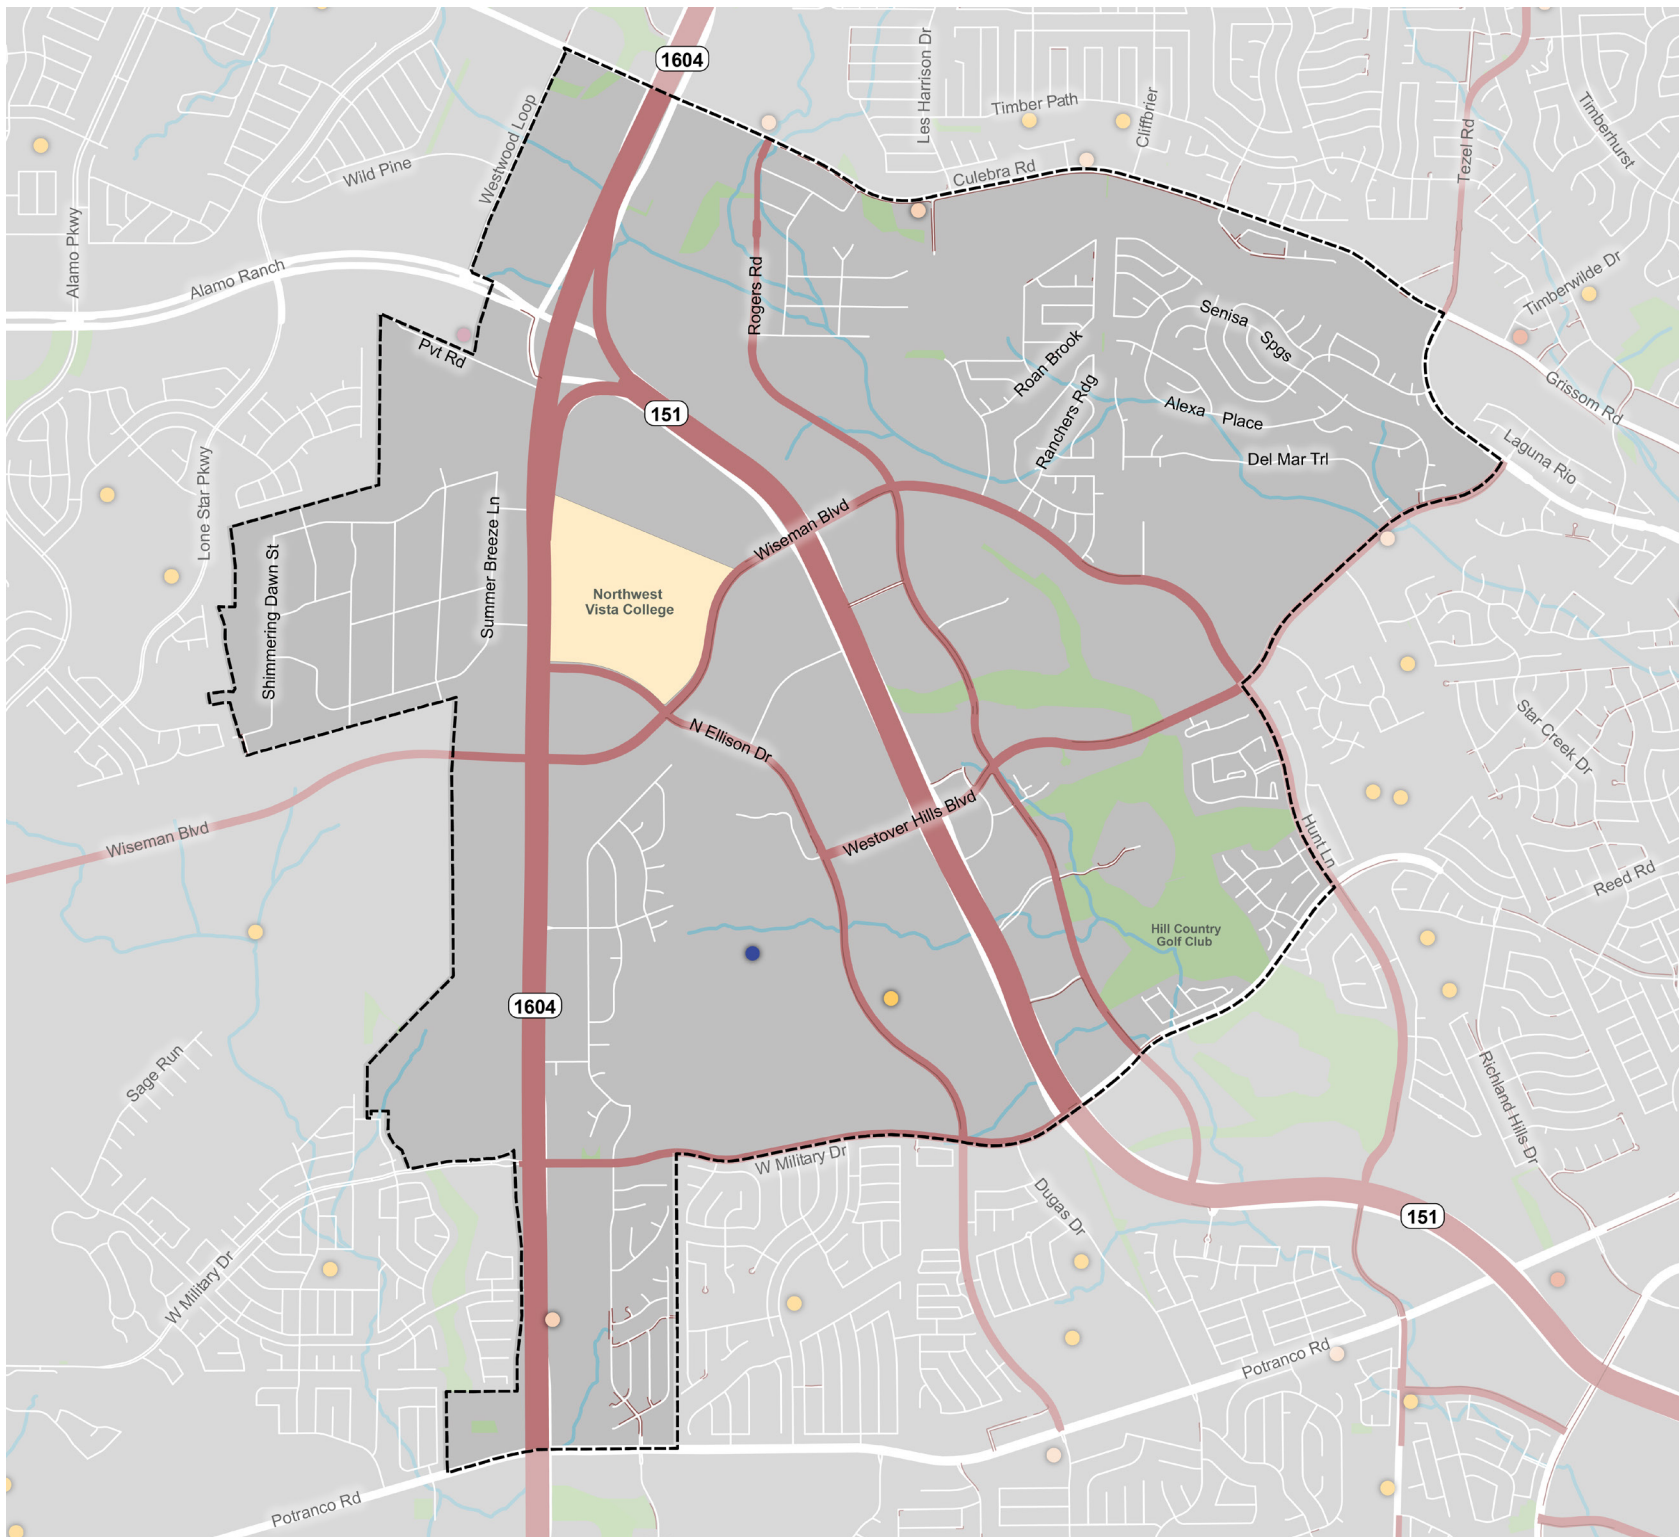 1604
Les Harrison Dr
Timber Path
Cliffbrier
Timberhurst
Tezel Rd
Westwood Loop
Wild Pine
Culebra Rd
Alamo Pkwy
Alamo Ranch
Rogers Rd
Timberwilde Dr
Senisa Spgs
Pvt Rd
Roan Brook
Grissom Rd
151
Ranchers Rdg
Alexa Place
Del Mar Trl
Laguna Rio
Lone Star Pkwy
Summer Breeze Ln
Wiseman Blvd
Shimmering Dawn St
Northwest
Vista College
N Ellison Dr
Star Creek Dr
Wiseman Blvd
Westover Hills Blvd
Hunt Ln
Reed Rd
Hill Country
Golf Club
1604
Sage Run
Richland Hills Dr
W Military Dr
Dugas Dr
151
W Military Dr
Potranco Rd
Potranco Rd